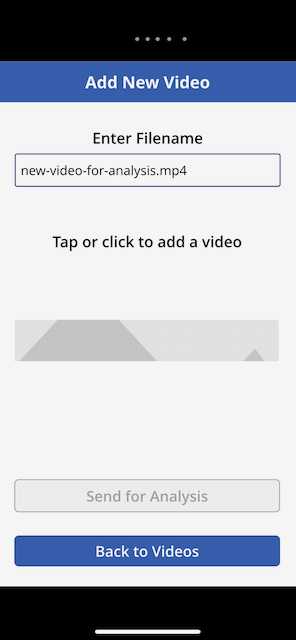 Add New Video
Enter Filename
new-video-for-analysis.mp4
Tap or click to add a video
Send for Analysis
Back to Videos